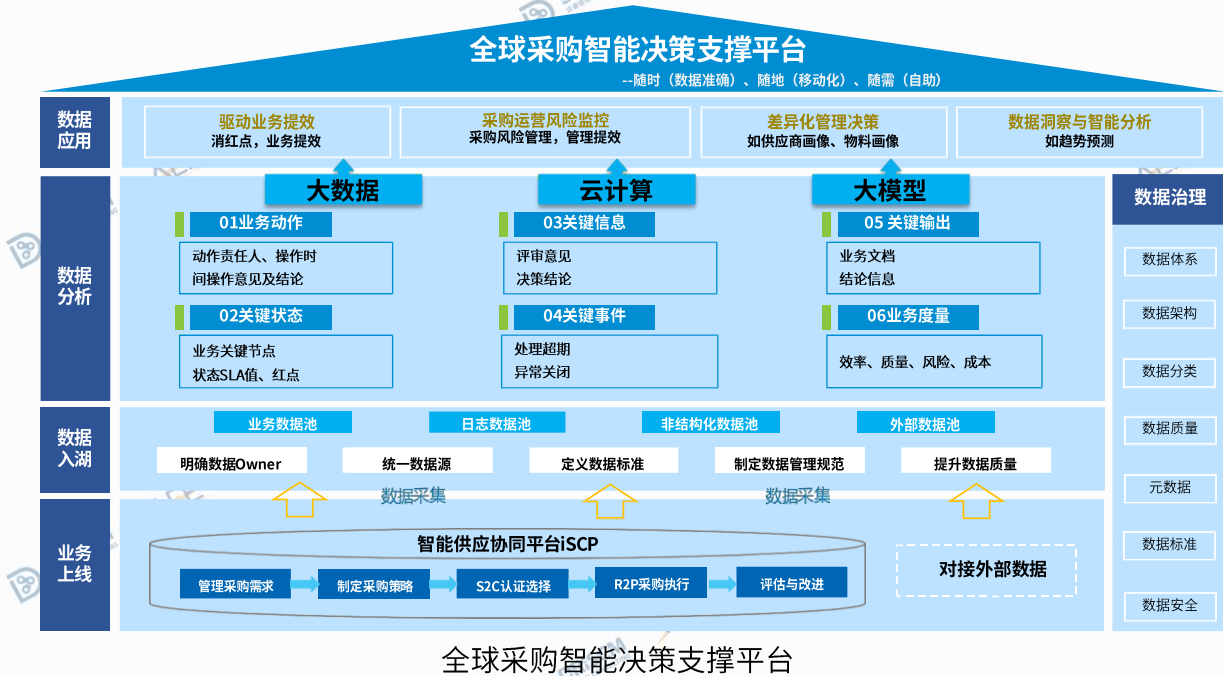 全球采购智能决策支撑平台
--随时（数据准确）、随地（移动化）、随需（自助）
数据
应用
驱动业务提效
消红点，业务提效
采购运营风险监控
采购风险管理，管理提效
差异化管理决策
如供应商画像、物料画像
数据洞察与智能分析
如趋势预测
数据
分析
大数据
云计算
大模型
01业务动作
动作责任人、操作时
间操作意见及结论
03关键信息
评审意见
决策结论
05 关键输出
业务文档
结论信息
02关键状态
业务关键节点
状态SLA值、红点
04关键事件
处理超期
异常关闭
06业务度量
效率、质量、风险、成本
数据
入湖
业务数据池
日志数据池
非结构化数据池
外部数据池
明确数据Owner
统一数据源
定义数据标准
制定数据管理规范
提升数据质量
数据采集
数据采集
业务
上线
智能供应协同平台iSCP
管理采购需求
制定采购策略
S2C认证选择
R2P采购执行
评估与改进
对接外部数据
数据治理
数据体系
数据架构
数据分类
数据质量
元数据
数据标准
数据安全
全球采购智能决策支撑平台